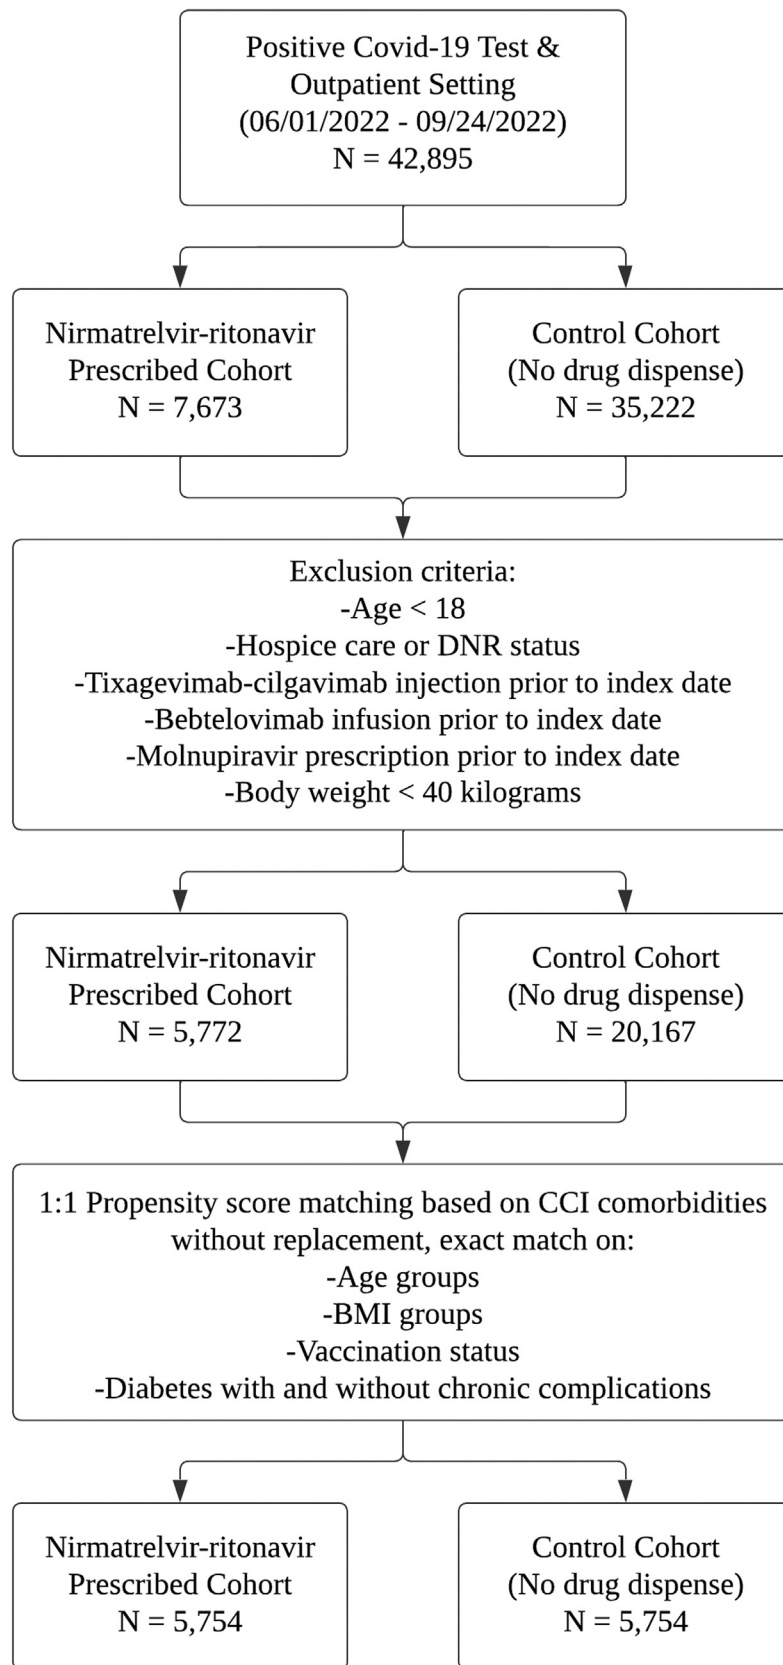 Positive Covid-19 Test &
Outpatient Setting
(06/01/2022 - 09/24/2022)
N = 42,895
Nirmatrelvir-ritonavir
Prescribed Cohort
N = 7,673
Control Cohort
(No drug dispense)
N = 35,222
Exclusion criteria:
-Age < 18
-Hospice care or DNR status
-Tixagevimab-cilgavimab injection prior to index date
-Bebtelovimab infusion prior to index date
-Molnupiravir prescription prior to index date
-Body weight < 40 kilograms
Nirmatrelvir-ritonavir
Prescribed Cohort
N = 5,772
Control Cohort
(No drug dispense)
N = 20,167
1:1 Propensity score matching based on CCI comorbidities
without replacement, exact match on:
-Age groups
-BMI groups
-Vaccination status
-Diabetes with and without chronic complications
Nirmatrelvir-ritonavir
Prescribed Cohort
N = 5,754
Control Cohort
(No drug dispense)
N = 5,754